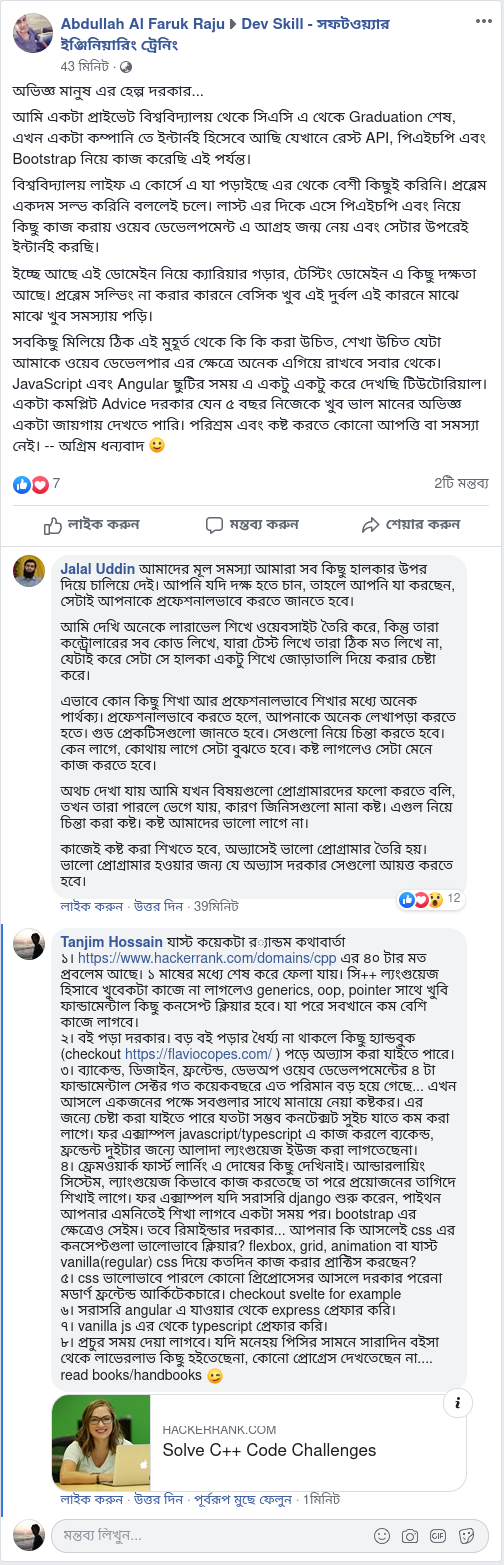 Abdullah Al Faruk Raju ▸ Dev Skill - সফটওয়্যার
ইঞ্জিনিয়ারিং ট্রেনিং
43 মিনিট ·
অভিজ্ঞ মানুষ এর হেল্প দরকার...
আমি একটা প্রাইভেট বিশ্ববিদ্যালয় থেকে সিএসি এ থেকে Graduation শেষ,
এখন একটা কম্পানি তে ইন্টার্নই হিসেবে আছি যেখানে রেস্ট API, পিএইচপি এবং
Bootstrap নিয়ে কাজ করেছি এই পর্যন্ত।
বিশ্ববিদ্যালয় লাইফ এ কোর্সে এ যা পড়াইছে এর থেকে বেশী কিছুই করিনি। প্রব্লেম
একদম সল্ভ করিনি বললেই চলে। লাস্ট এর দিকে এসে পিএইচপি এবং নিয়ে
কিছু কাজ করায় ওয়েব ডেভেলপমেন্ট এ আগ্রহ জন্ম নেয় এবং সেটার উপরেই
ইন্টার্নই করছি।
ইচ্ছে আছে এই ডোমেইন নিয়ে ক্যারিয়ার গড়ার, টেস্টিং ডোমেইন এ কিছু দক্ষতা
আছে। প্রব্লেম সল্ভিং না করার কারনে বেসিক খুব এই দুর্বল এই কারনে মাঝে
মাঝে খুব সমস্যায় পড়ি।
সবকিছু মিলিয়ে ঠিক এই মুহূর্ত থেকে কি কি করা উচিত, শেখা উচিত যেটা
আমাকে ওয়েব ডেভেলপার এর ক্ষেত্রে অনেক এগিয়ে রাখবে সবার থেকে।
JavaScript এবং Angular ছুটির সময় এ একটু একটু করে দেখছি টিউটোরিয়াল।
একটা কমপ্লিট Advice দরকার যেন ৫ বছর নিজেকে খুব ভাল মানের অভিজ্ঞ
একটা জায়গায় দেখতে পারি। পরিশ্রম এবং কষ্ট করতে কোনো আপত্তি বা সমস্যা
নেই। -- অগ্রিম ধন্যবাদ 🙂
7 2টি মন্তব্য
লাইক করুন মন্তব্য করুন শেয়ার করুন
Jalal Uddin আমাদের মূল সমস্যা আমারা সব কিছু হালকার উপর
দিয়ে চালিয়ে দেই। আপনি যদি দক্ষ হতে চান, তাহলে আপনি যা করছেন,
সেটাই আপনাকে প্রফেশনালভাবে করতে জানতে হবে।
আমি দেখি অনেকে লারাভেল শিখে ওয়েবসাইট তৈরি করে, কিন্তু তারা
কন্ট্রোলারের সব কোড লিখে, যারা টেস্ট লিখে তারা ঠিক মত লিখে না,
যেটাই করে সেটা সে হালকা একটু শিখে জোড়াতালি দিয়ে করার চেষ্টা
করে।
এভাবে কোন কিছু শিখা আর প্রফেশনালভাবে শিখার মধ্যে অনেক
পার্থক্য। প্রফেশনালভাবে করতে হলে, আপনাকে অনেক লেখাপড়া করতে
হতে। গুড প্রেকটিসগুলো জানতে হবে। সেগুলো নিয়ে চিন্তা করতে হবে।
কেন লাগে, কোথায় লাগে সেটা বুঝতে হবে। কষ্ট লাগলেও সেটা মেনে
কাজ করতে হবে।
অথচ দেখা যায় আমি যখন বিষয়গুলো প্রোগ্রামারদের ফলো করতে বলি,
তখন তারা পারলে ভেগে যায়, কারণ জিনিসগুলো মানা কষ্ট। এগুল নিয়ে
চিন্তা করা কষ্ট। কষ্ট আমাদের ভালো লাগে না।
কাজেই কষ্ট করা শিখতে হবে, অভ্যাসেই ভালো প্রোগ্রামার তৈরি হয়।
ভালো প্রোগ্রামার হওয়ার জন্য যে অভ্যাস দরকার সেগুলো আয়ত্ত করতে
হবে।
12
লাইক করুন · উত্তর দিন · 39মিনিট
Tanjim Hossain যাস্ট কয়েকটা র‍্যান্ডম কথাবার্তা
১। https://www.hackerrank.com/domains/cpp এর ৪০ টার মত
প্রবলেম আছে। ১ মাষের মধ্যে শেষ করে ফেলা যায়। সি++ ল্যংগুয়েজ
হিসাবে খুবেকটা কাজে না লাগলেও generics, oop, pointer সাথে খুবি
ফান্ডামেন্টাল কিছু কনসেপ্ট ক্লিয়ার হবে। যা পরে সবখানে কম বেশি
কাজে লাগবে।
২। বই পড়া দরকার। বড় বই পড়ার ধৈর্য্য না থাকলে কিছু হ্যান্ডবুক
(checkout https://flaviocopes.com/ ) পড়ে অভ্যাস করা যাইতে পারে।
৩। ব্যাকেন্ড, ডিজাইন, ফ্রন্টেন্ড, ডেভঅপ ওয়েব ডেভেলপমেন্টের ৪ টা
ফান্ডামেন্টাল সেক্টর গত কয়েকবছরে এত পরিমান বড় হয়ে গেছে... এখন
আসলে একজনের পক্ষে সবগুলার সাথে মানায়ে নেয়া কষ্টকর। এর
জন্যে চেষ্টা করা যাইতে পারে যতটা সম্ভব কনটেক্সট সুইচ যাতে কম করা
লাগে। ফর এক্সাম্পল javascript/typescript এ কাজ করলে ব্যকেন্ড,
ফ্রন্তেন্ট দুইটার জন্যে আলাদা ল্যংগুয়েজ ইউজ করা লাগতেছেনা।
৪। ফ্রেমওয়ার্ক ফার্স্ট লার্নিং এ দোষের কিছু দেখিনাই। আন্ডারলায়িং
সিস্টেম, ল্যাংগুয়েজ কিভাবে কাজ করতেছে তা পরে প্রয়োজনের তাগিদে
শিখাই লাগে। ফর এক্সাম্পল যদি সরাসরি django শুরু করেন, পাইথন
আপনার এমনিতেই শিখা লাগবে একটা সময় পর। bootstrap এর
ক্ষেত্রেও সেইম। তবে রিমাইন্ডার দরকার... আপনার কি আসলেই css এর
কনসেপ্টগুলা ভালোভাবে ক্লিয়ার? flexbox, grid, animation বা যাস্ট
vanilla(regular) css দিয়ে কতদিন কাজ করার প্রাক্টিস করছেন?
৫। css ভালোভাবে পারলে কোনো প্রিপ্রোসেসর আসলে দরকার পরেনা
মডার্ণ ফ্রন্টেন্ড আর্কিটেকচারে। checkout svelte for example
৬। সরাসরি angular এ যাওয়ার থেকে express প্রেফার করি।
৭। vanilla js এর থেকে typescript প্রেফার করি।
৮। প্রচুর সময় দেয়া লাগবে। যদি মনেহয় পিসির সামনে সারাদিন বইসা
থেকে লাভেরলাভ কিছু হইতেছেনা, কোনো প্রোগ্রেস দেখতেছেন না....
read books/handbooks 😉
HACKERRANK.COM
Solve C++ Code Challenges
লাইক করুন · উত্তর দিন · পূর্বরূপ মুছে ফেলুন · 1মিনিট
মন্তব্য লিখুন...
GIF